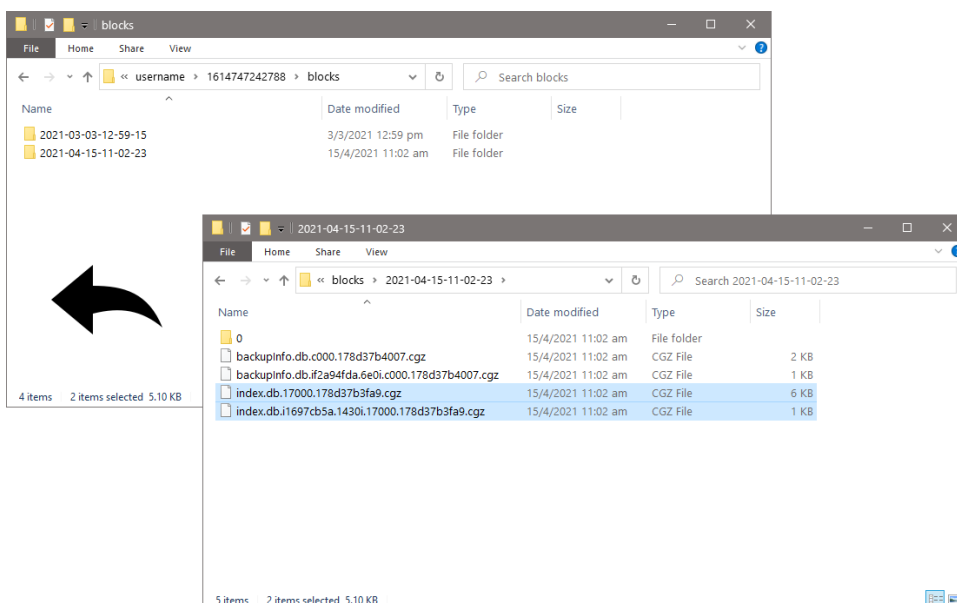 blocks
File Home Share View
« username > 1614747242788 > blocks Search blocks
Name Date modified Type Size
2021-03-03-12-59-15 3/3/2021 12:59 pm File folder
2021-04-15-11-02-23 15/4/2021 11:02 am File folder
4 items 2 items selected 5.10 KB
2021-04-15-11-02-23
File Home Share View
« blocks > 2021-04-15-11-02-23 > Search 2021-04-15-11-02-23
Name Date modified Type Size
0 15/4/2021 11:02 am File folder
backupInfo.db.c000.178d37b4007.cgz 15/4/2021 11:02 am CGZ File 2 KB
backupInfo.db.if2a94fda.6e0i.c000.178d37b4007.cgz 15/4/2021 11:02 am CGZ File 1 KB
index.db.17000.178d37b3fa9.cgz 15/4/2021 11:02 am CGZ File 6 KB
index.db.i1697cb5a.1430i.17000.178d37b3fa9.cgz 15/4/2021 11:02 am CGZ File 1 KB
5 items 2 items selected 5.10 KB